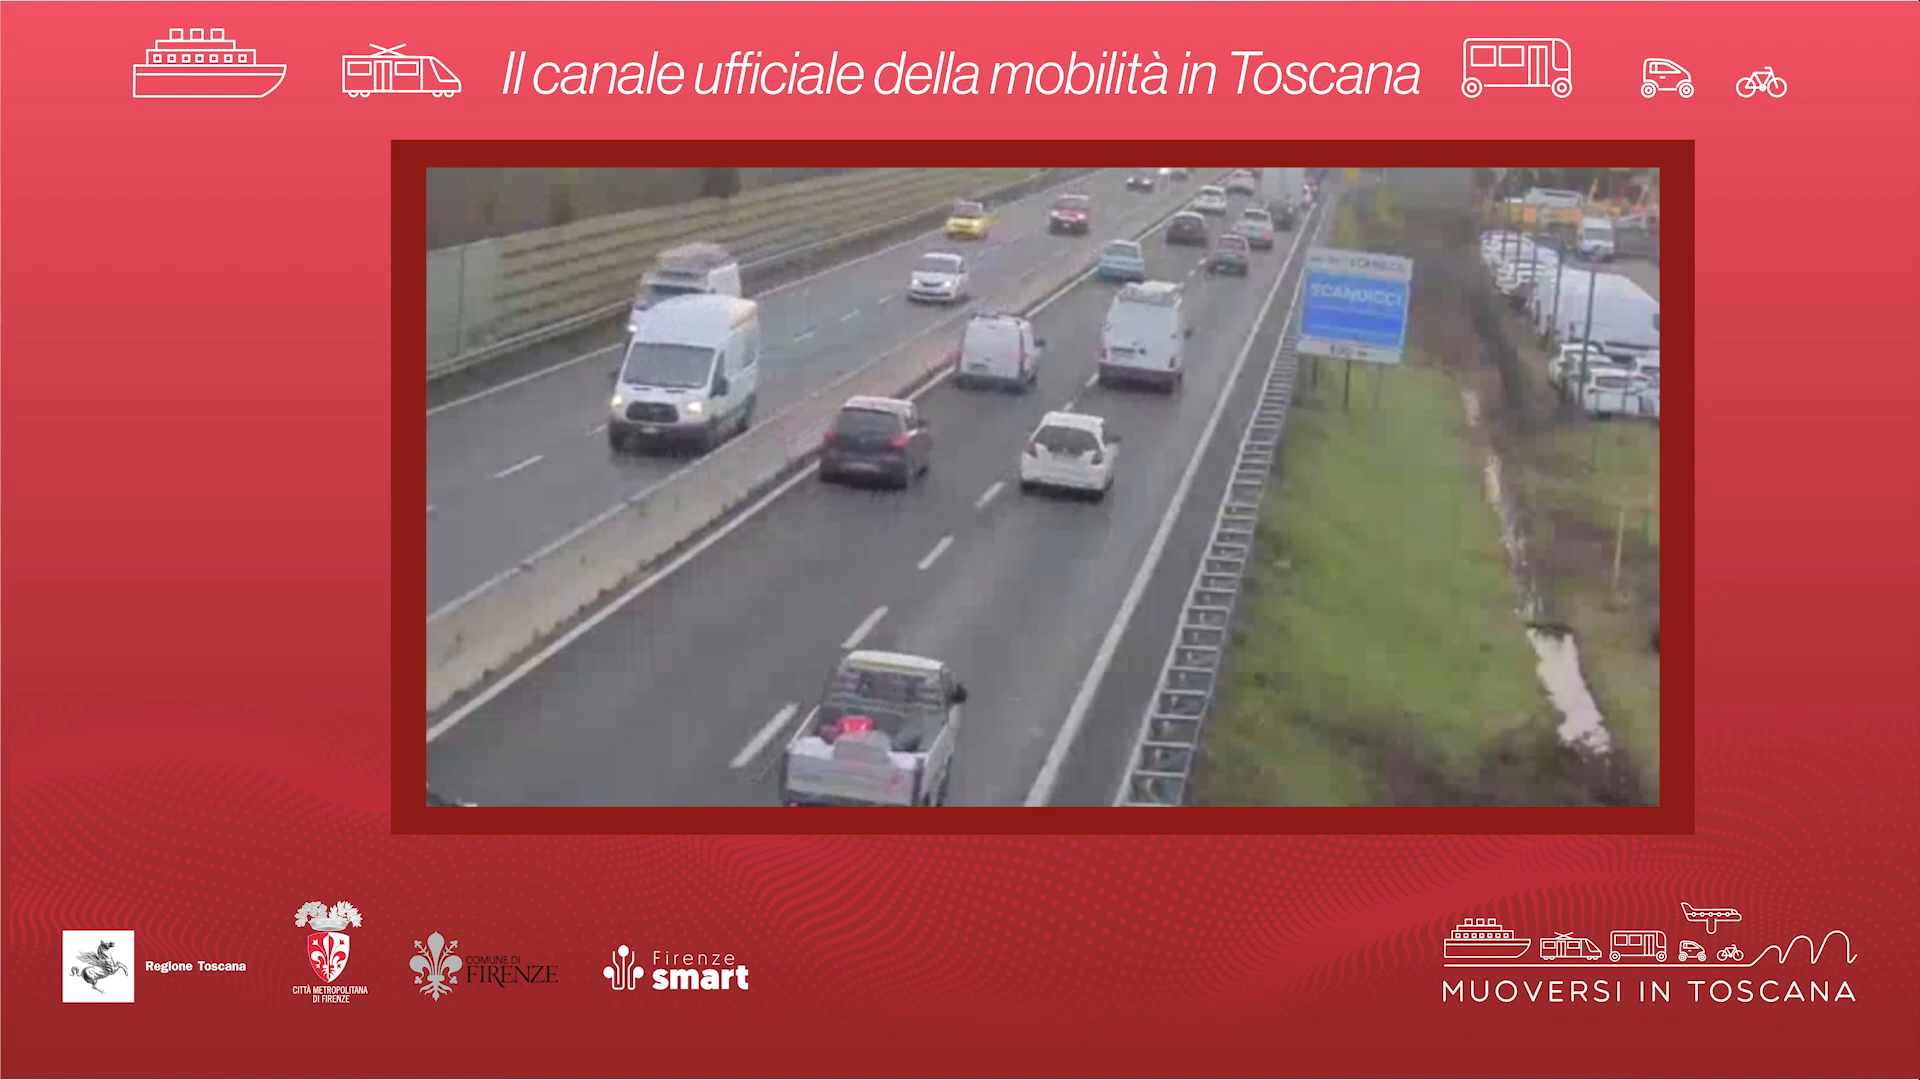 Il canale ufficiale della mobilità in Toscana
SCANDICCI
Regione Toscana
CITTÀ METROPOLITANA
DI FIRENZE
COMUNE DI
FIRENZE
Firenze
smart
MUOVERSI IN TOSCANA